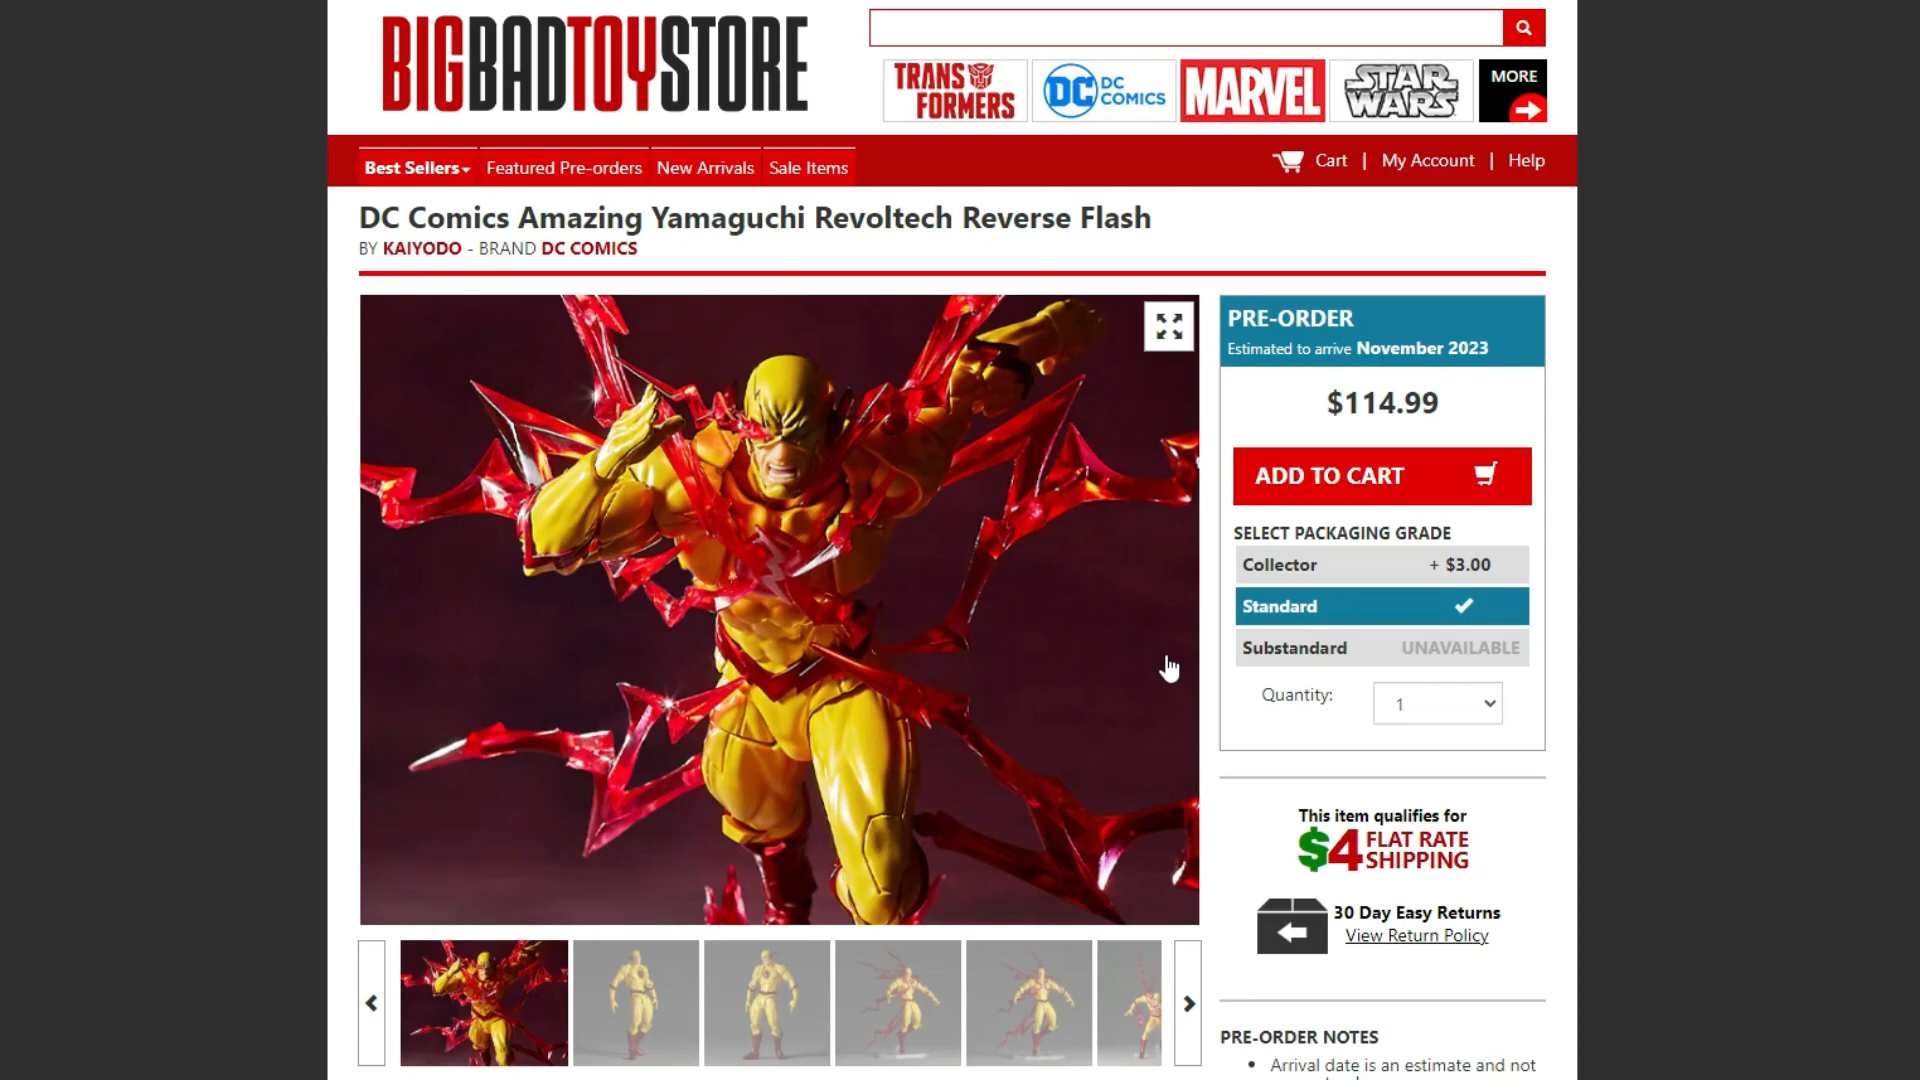 BIGBADTOYSTORE
TRANS
FORMERS
DC
DC
COMICS
MARVEL
STAR
WARS
MORE
Best Sellers
Featured Pre-orders
New Arrivals
Sale Items
Cart | My Account | Help
DC Comics Amazing Yamaguchi Revoltech Reverse Flash
BY KAIYODO - BRAND DC COMICS
PRE-ORDER
Estimated to arrive November 2023
$114.99
ADD TO CART
SELECT PACKAGING GRADE
Collector + $3.00
Standard
Substandard UNAVAILABLE
Quantity: 1
This item qualifies for
$4 FLAT RATE
SHIPPING
30 Day Easy Returns
View Return Policy
PRE-ORDER NOTES
• Arrival date is an estimate and not